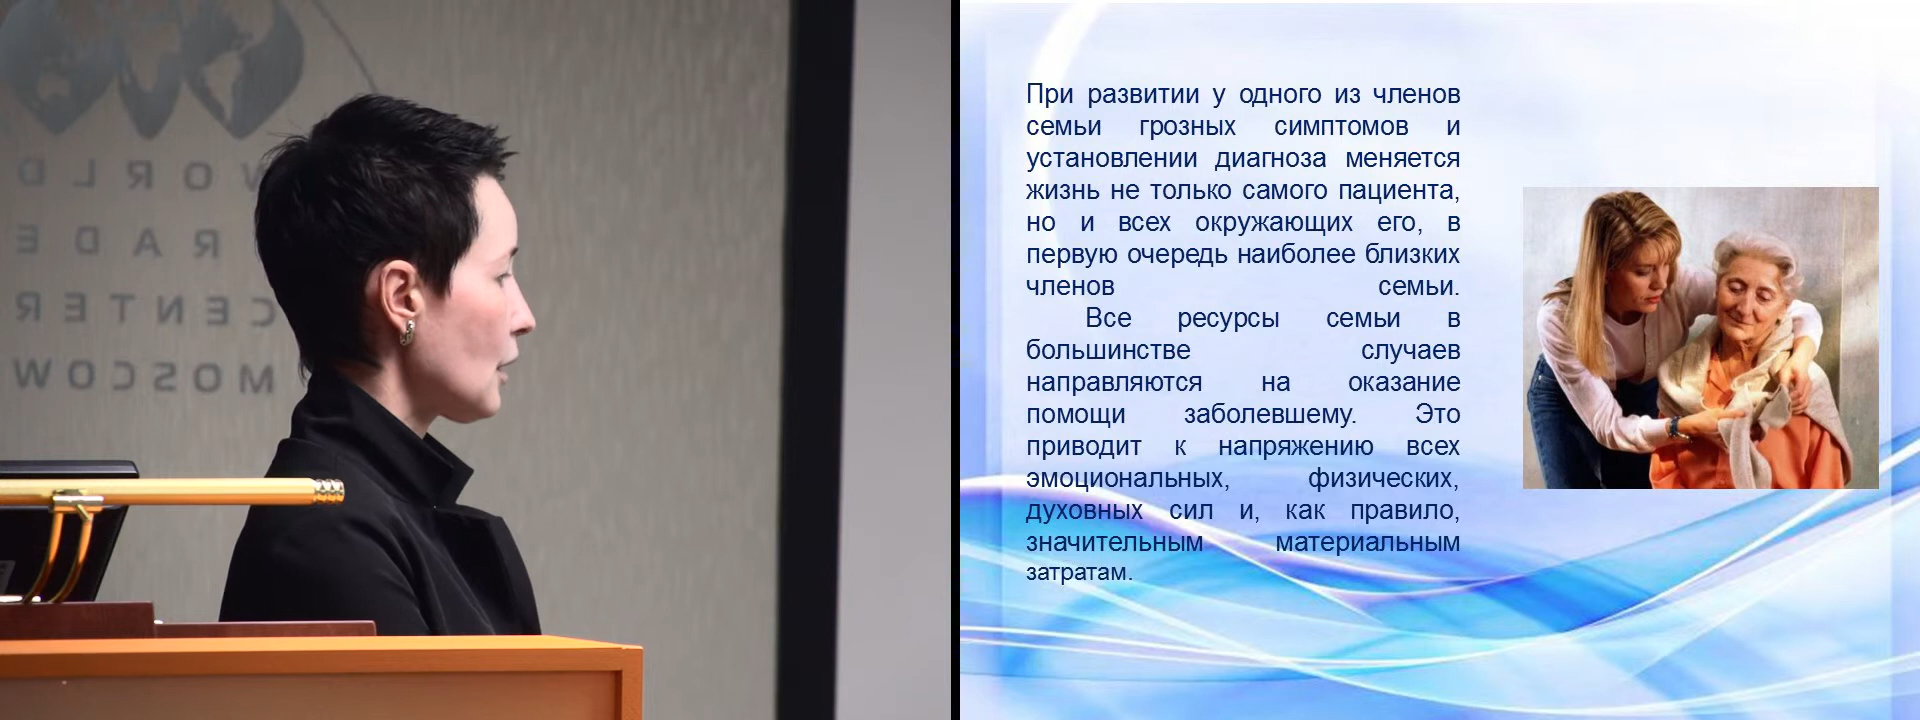 WORLD
TRADE
CENTER
MOSCOW
При развитии у одного из членов
семьи грозных симптомов и
установлении диагноза меняется
жизнь не только самого пациента,
но и всех окружающих его, в
первую очередь наиболее близких
членов семьи.
Все ресурсы семьи в
большинстве случаев
направляются на оказание
помощи заболевшему. Это
приводит к напряжению всех
эмоциональных, физических,
духовных сил и, как правило,
значительным материальным
затратам.